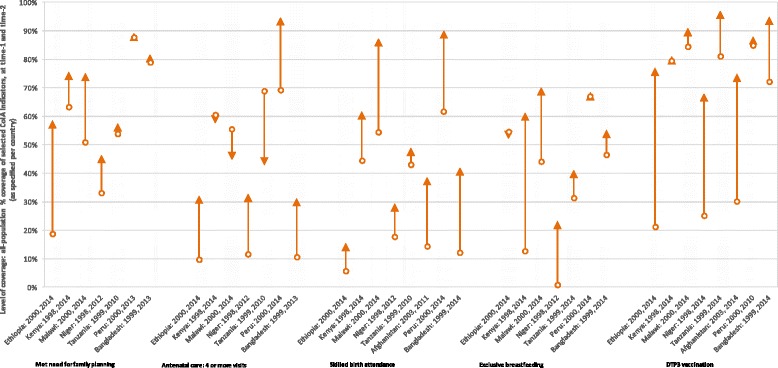 Level of coverage: all-population % coverage of selected CoIA indicators, at time-1 and time-2
(as specified per country)
100%
90%
80%
70%
60%
50%
40%
30%
20%
10%
0%
Ethiopia: 2000, 2014
Kenya: 1998, 2014
Malawi: 2000, 2014
Niger: 1998, 2012
Tanzania: 1999, 2010
Peru: 2000, 2013
Bangladesh: 1999, 2013
Ethiopia: 2000, 2014
Kenya: 1998, 2014
Malawi: 2000, 2014
Niger: 1998, 2012
Tanzania: 1999, 2010
Peru: 2000, 2014
Bangladesh: 1999, 2013
Ethiopia: 2000, 2014
Kenya: 1998, 2014
Malawi: 2000, 2014
Niger: 1998, 2012
Tanzania: 1999, 2010
Afghanistan: 2003, 2011
Peru: 2000, 2014
Bangladesh: 1999, 2014
Ethiopia: 2000, 2014
Kenya: 1998, 2014
Malawi: 2000, 2014
Niger: 1998, 2012
Tanzania: 1999, 2014
Peru: 2000, 2014
Bangladesh: 1999, 2014
Ethiopia: 2000, 2014
Kenya: 1998, 2014
Malawi: 2000, 2014
Niger: 1998, 2014
Tanzania: 1999, 2014
Afghanistan: 2003, 2014
Peru: 2000, 2010
Bangladesh: 1999, 2014
Met need for family planning
Antenatal care: 4 or more visits
Skilled birth attendance
Exclusive breastfeeding
DTP3 vaccination